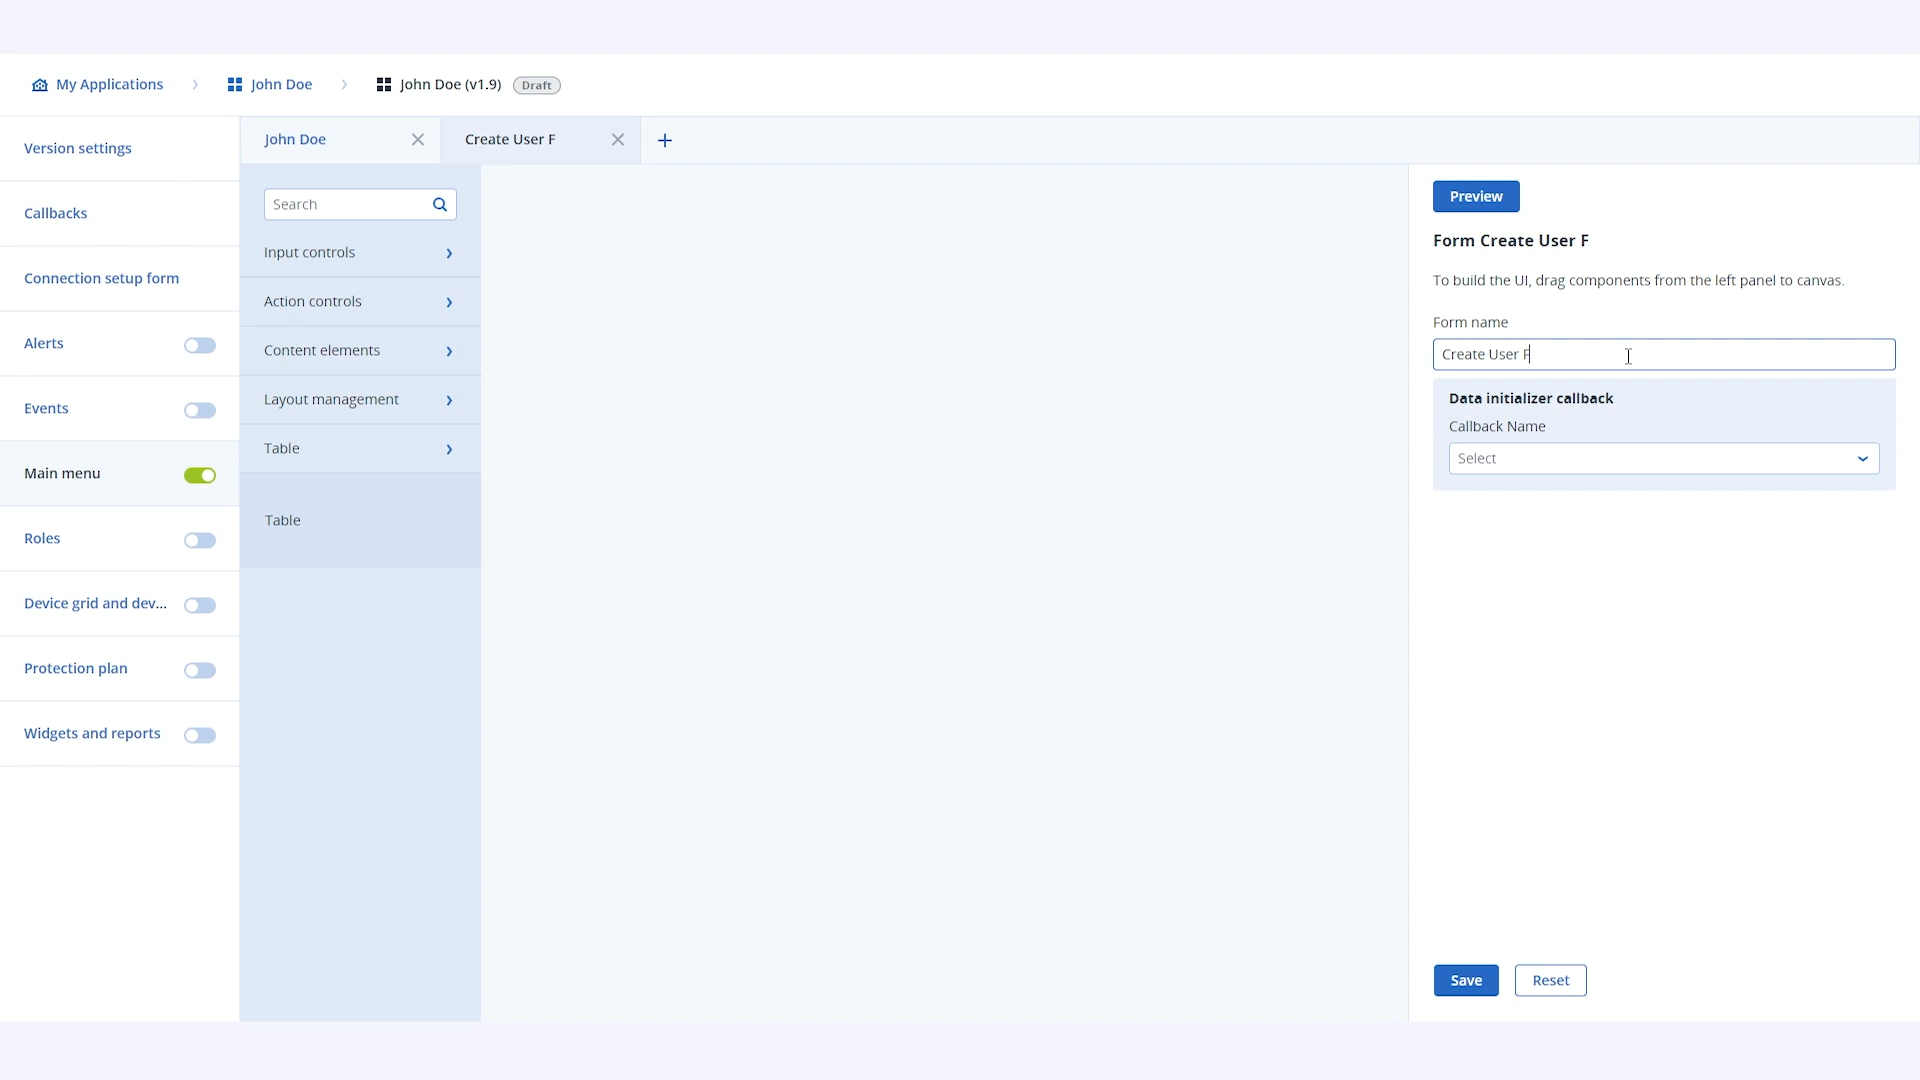 My Applications
John Doe
John Doe (v1.9)
Draft
Version settings
Callbacks
Connection setup form
Alerts
Events
Main menu
Roles
Device grid and dev...
Protection plan
Widgets and reports
John Doe
Create User F
Search
Input controls
Action controls
Content elements
Layout management
Table
Table
Preview
Form Create User F
To build the UI, drag components from the left panel to canvas.
Form name
Create User F
Data initializer callback
Callback Name
Select
Save
Reset